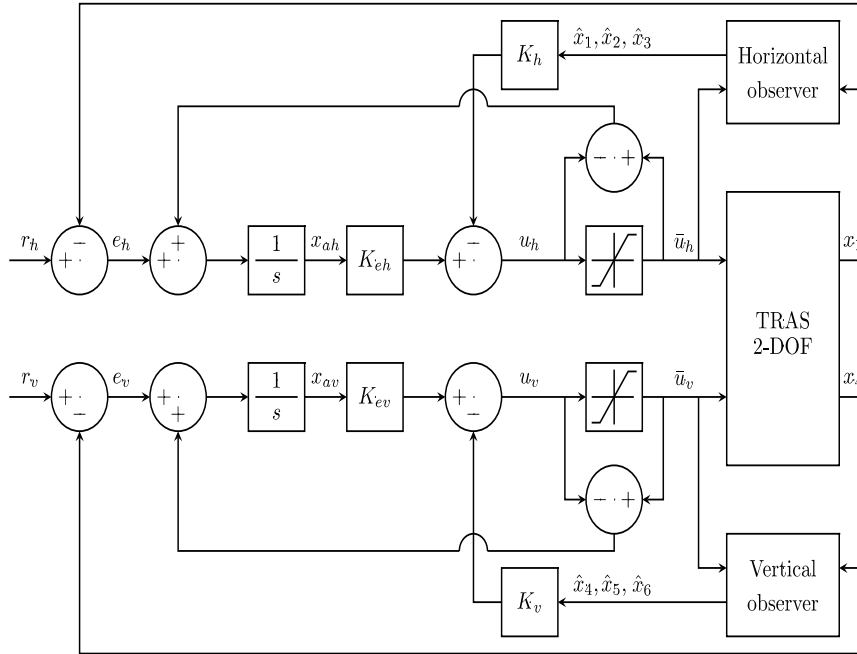 x̂₁, x̂₂, x̂₃
K_h
Horizontal
observer
− +
r_h
+ −
e_h
+ +
1
s
x_ah
K_eh
+ −
u_h
ū_h
TRAS
2-DOF
r_v
+ −
e_v
+ +
1
s
x_av
K_ev
+ −
u_v
ū_v
− +
K_v
x̂₄, x̂₅, x̂₆
Vertical
observer